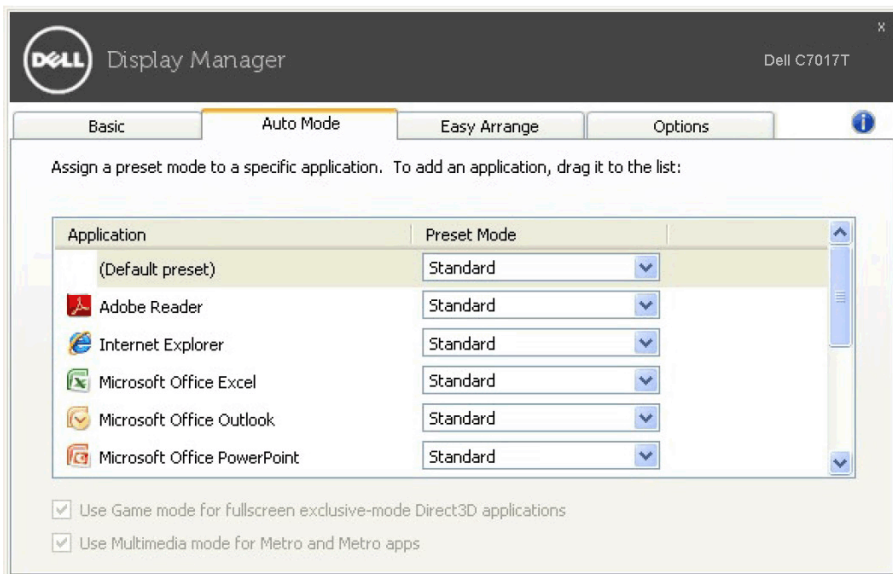 x
DELL Display Manager Dell C7017T
Basic Auto Mode Easy Arrange Options
Assign a preset mode to a specific application. To add an application, drag it to the list:
Application Preset Mode
(Default preset) Standard
Adobe Reader Standard
Internet Explorer Standard
Microsoft Office Excel Standard
Microsoft Office Outlook Standard
Microsoft Office PowerPoint Standard
Use Game mode for fullscreen exclusive-mode Direct3D applications
Use Multimedia mode for Metro and Metro apps